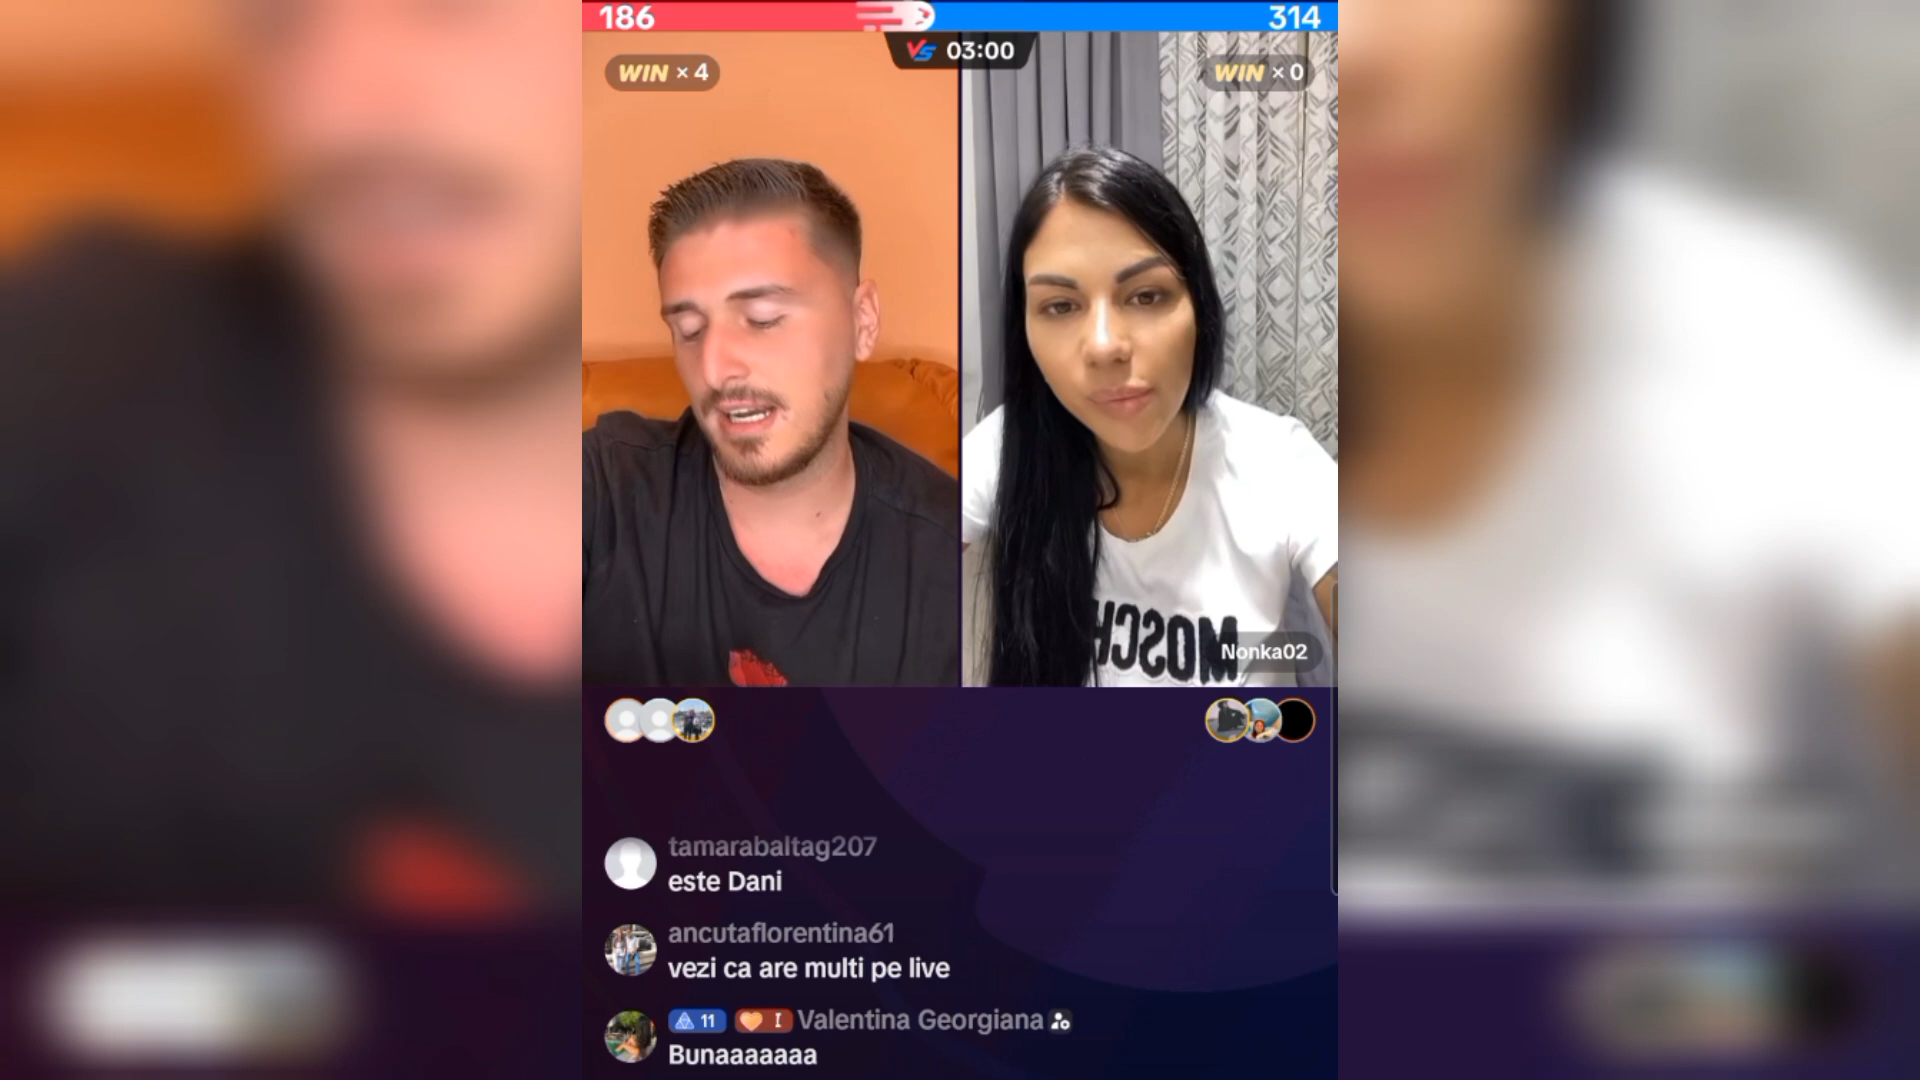 186
314
VS 03:00
WIN × 4
WIN × 0
MOSCH
Nonka02
tamarabaltag207
este Dani
ancutaflorentina61
vezi ca are multi pe live
11 I Valentina Georgiana
Bunaaaaaaa